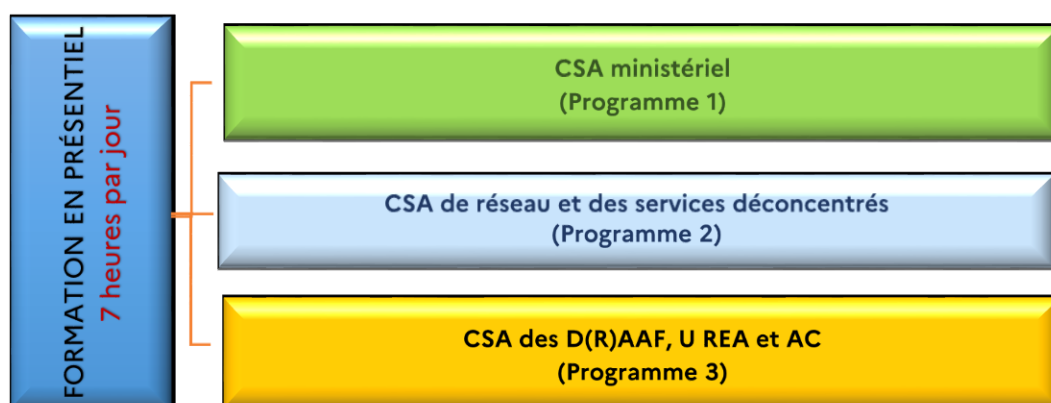 FORMATION EN PRÉSENTIEL
7 heures par jour
CSA ministériel
(Programme 1)
CSA de réseau et des services déconcentrés
(Programme 2)
CSA des D(R)AAF, U REA et AC
(Programme 3)